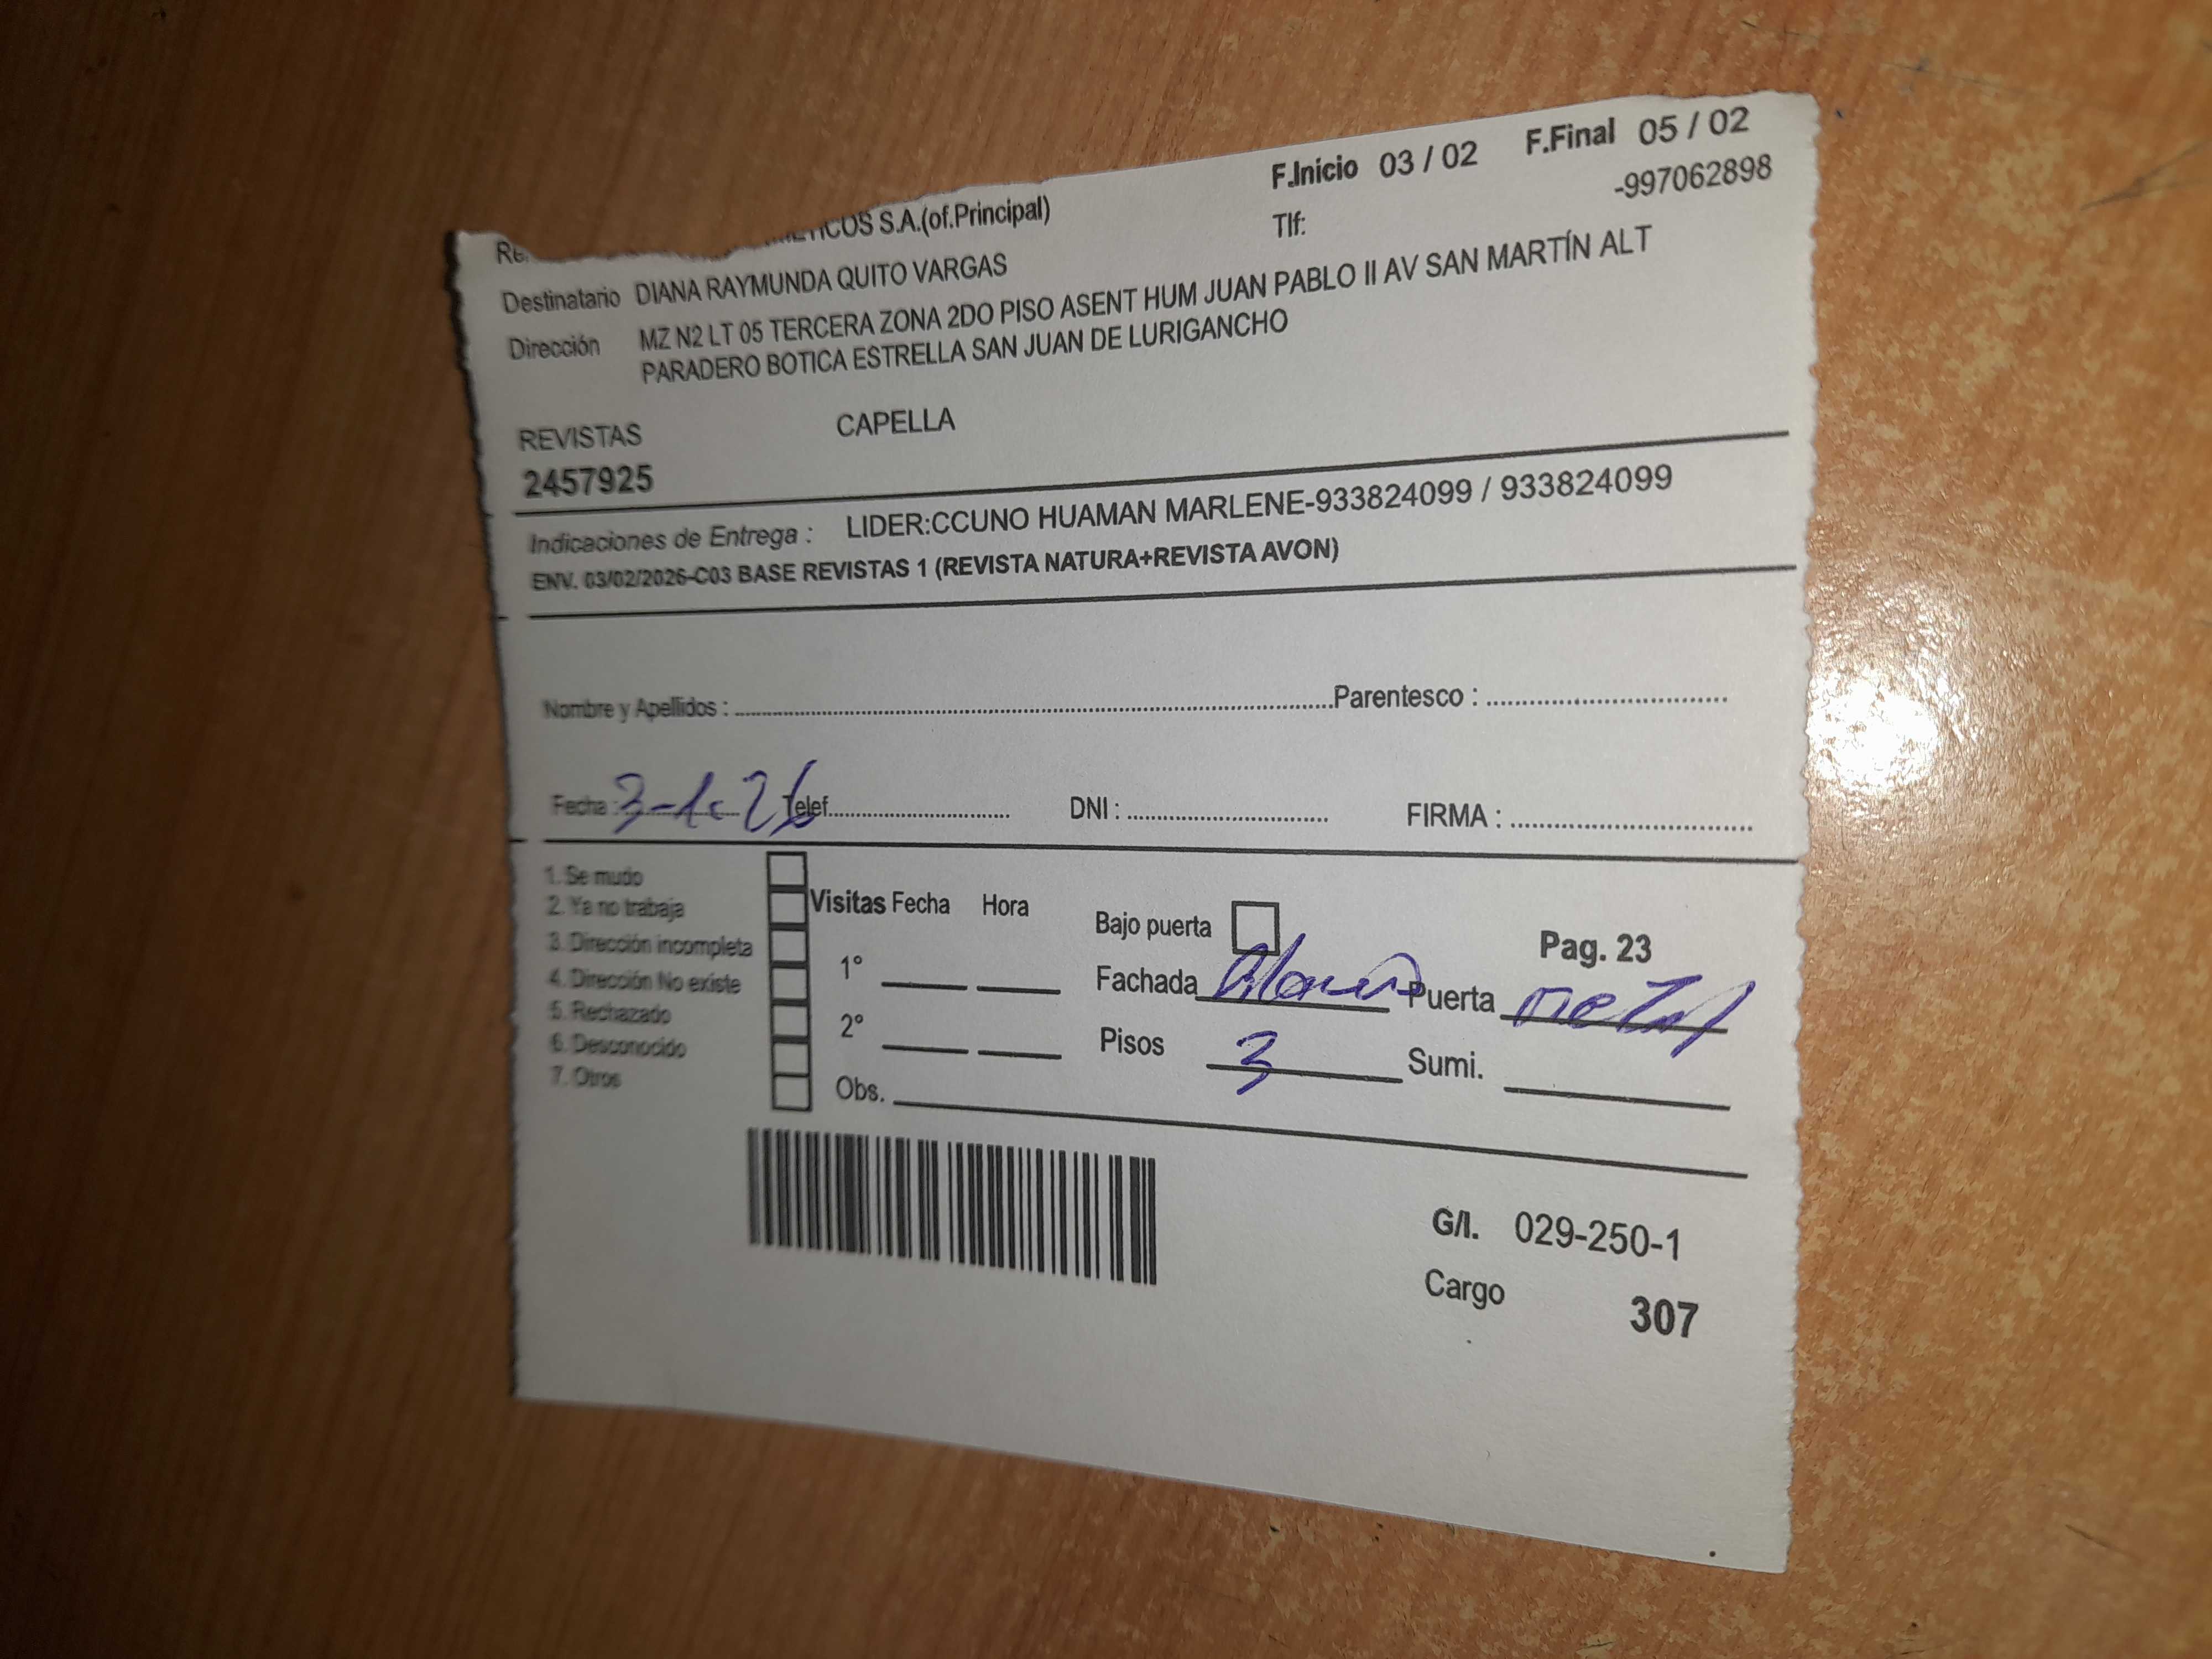 F.Inicio 03 / 02 F.Final 05 / 02
S.A.(of.Principal) Tlf: -997062898
Destinatario DIANA RAYMUNDA QUITO VARGAS
Dirección MZ N2 LT 05 TERCERA ZONA 2DO PISO ASENT HUM JUAN PABLO II AV SAN MARTÍN ALT
PARADERO BOTICA ESTRELLA SAN JUAN DE LURIGANCHO
REVISTAS CAPELLA
2457925
Indicaciones de Entrega : LIDER:CCUNO HUAMAN MARLENE-933824099 / 933824099
ENV. 03/02/2026-C03 BASE REVISTAS 1 (REVISTA NATURA+REVISTA AVON)
Nombre y Apellidos : Parentesco :
Fecha : Telef. DNI : FIRMA :
1. Se mudo
2. Ya no trabaja
3. Dirección incompleta
4. Dirección No existe
5. Rechazado
6. Desconocido
7. Otros
Visitas Fecha Hora
1°
2°
Obs.
Bajo puerta
Pag. 23
Fachada Puerta metal
Pisos 3 Sumi.
G/I. 029-250-1
Cargo 307